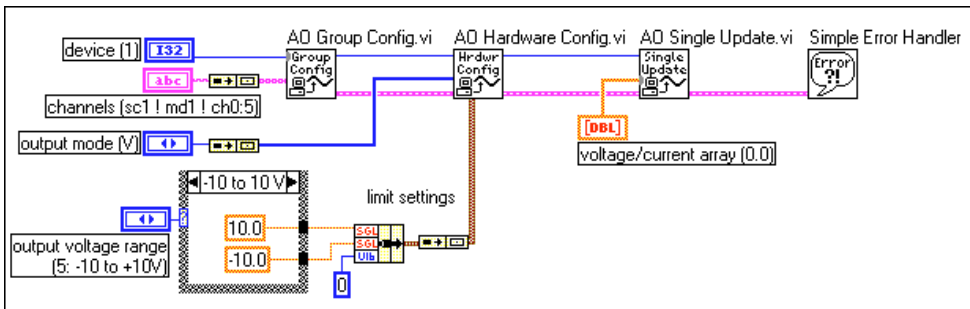 AO Group Config.vi
AO Hardware Config.vi
AO Single Update.vi
Simple Error Handler
device (1)
I32
Group
Config
Hrdwr
Config
Single
Update
Error
?!
abc
channels (sc1 ! md1 ! ch0:5)
output mode (V)
[DBL]
voltage/current array (0.0)
-10 to 10 V
limit settings
?
output voltage range
(5: -10 to +10V)
10.0
-10.0
SGL
SGL
U16
0